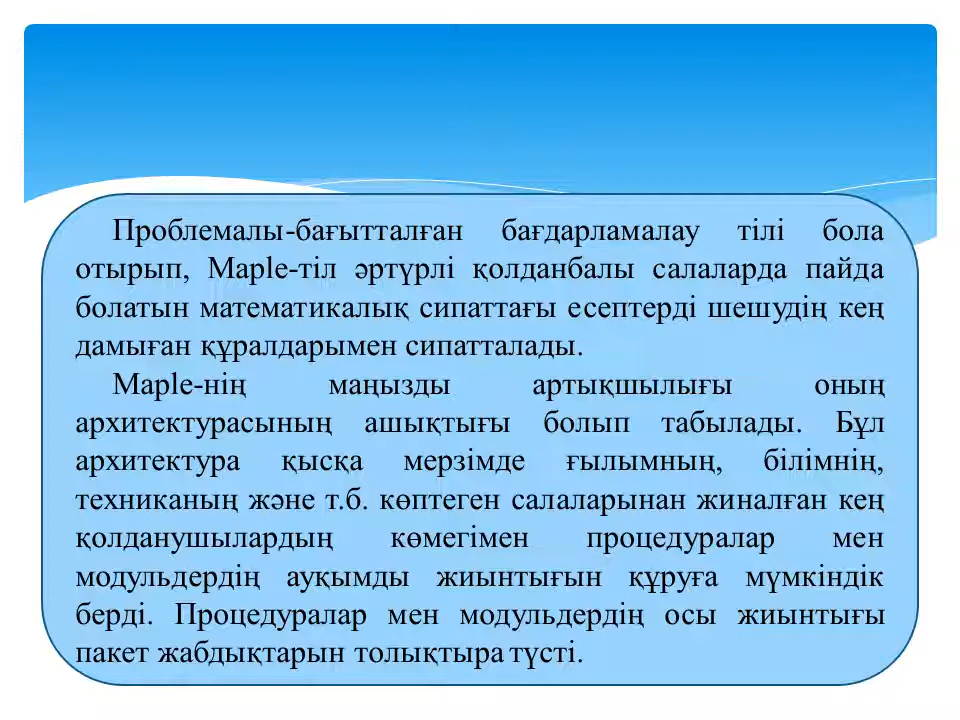 Проблемалы-бағытталған бағдарламалау тілі бола
отырып, Maple-тіл әртүрлі қолданбалы салаларда пайда
болатын математикалық сипаттағы есептерді шешудің кең
дамыған құралдарымен сипатталады.
Maple-нің маңызды артықшылығы оның
архитектурасының ашықтығы болып табылады. Бұл
архитектура қысқа мерзімде ғылымның, білімнің,
техниканың және т.б. көптеген салаларынан жиналған кең
қолданушылардың көмегімен процедуралар мен
модульдердің ауқымды жиынтығын құруға мүмкіндік
берді. Процедуралар мен модульдердің осы жиынтығы
пакет жабдықтарын толықтыра түсті.